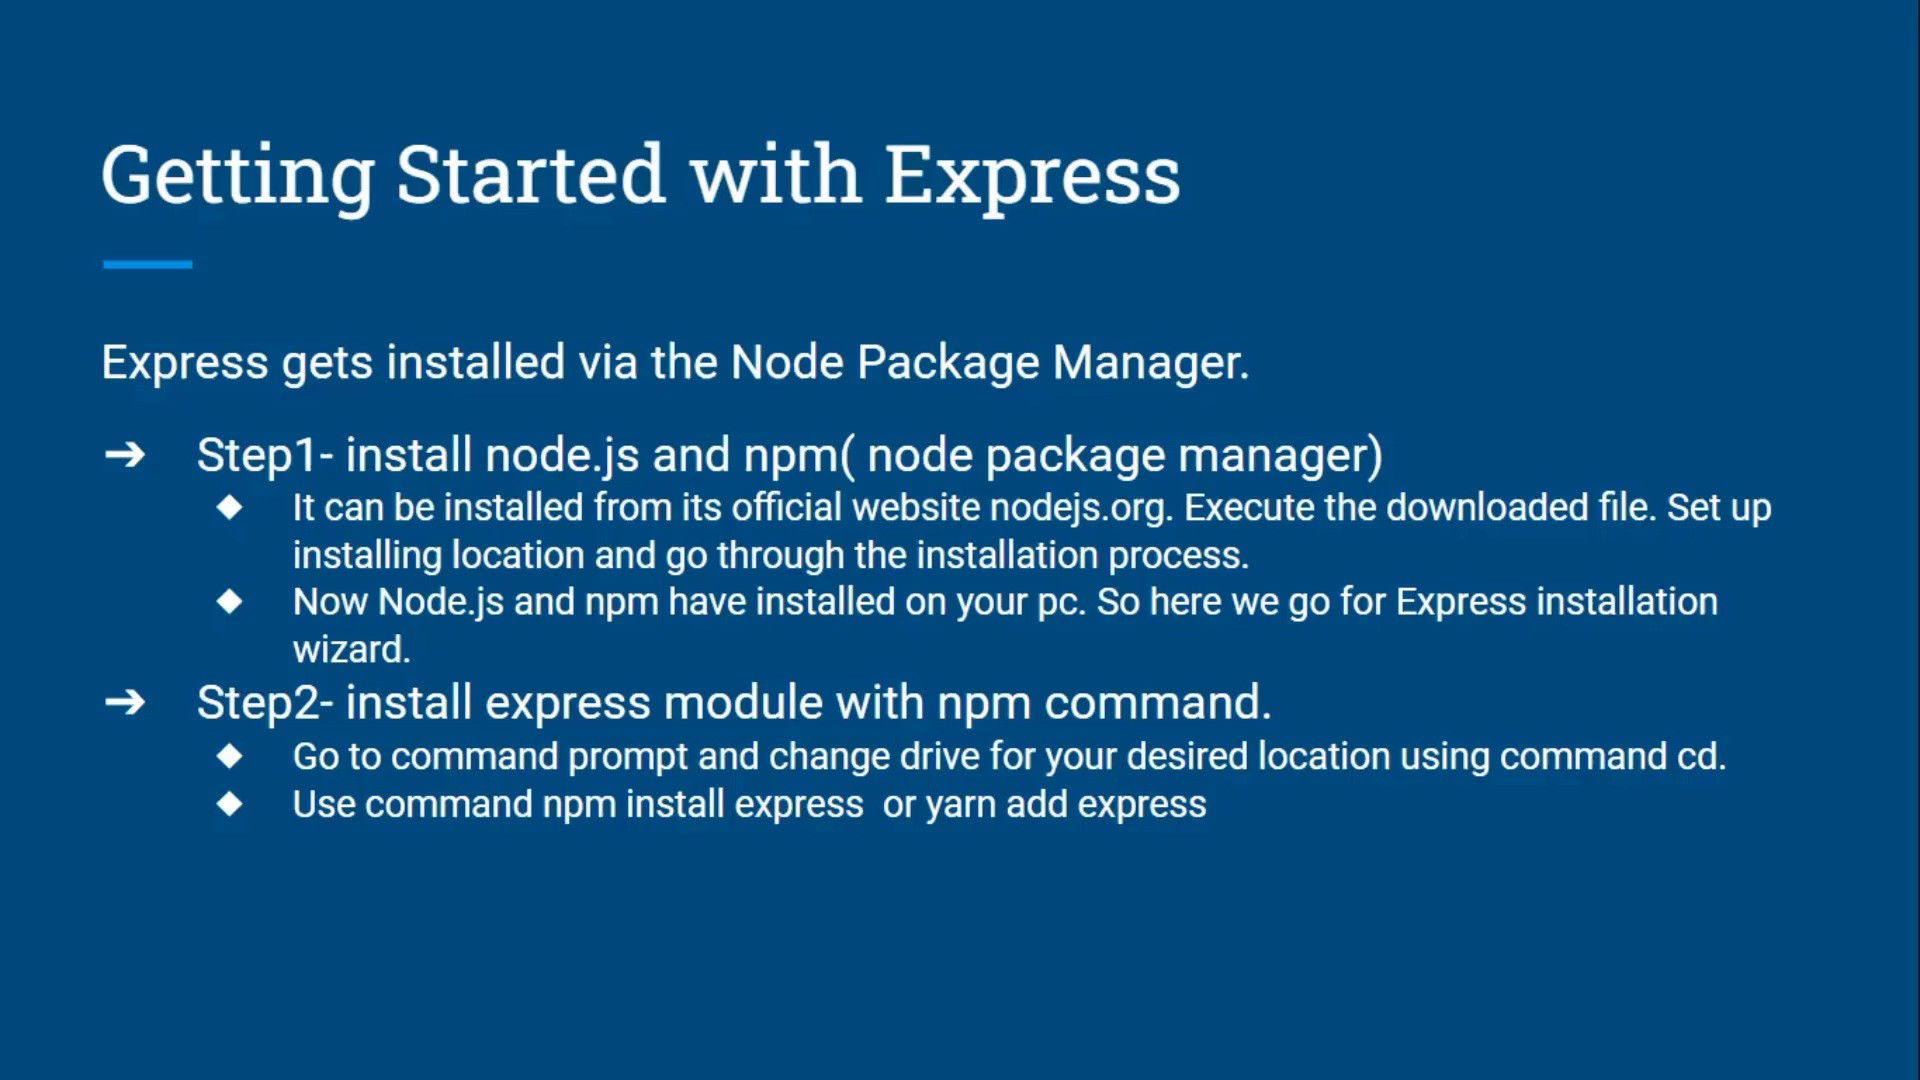 Getting Started with Express
Express gets installed via the Node Package Manager.
➔ Step1- install node.js and npm( node package manager)
◆ It can be installed from its official website nodejs.org. Execute the downloaded file. Set up
installing location and go through the installation process.
◆ Now Node.js and npm have installed on your pc. So here we go for Express installation
wizard.
➔ Step2- install express module with npm command.
◆ Go to command prompt and change drive for your desired location using command cd.
◆ Use command npm install express  or yarn add express